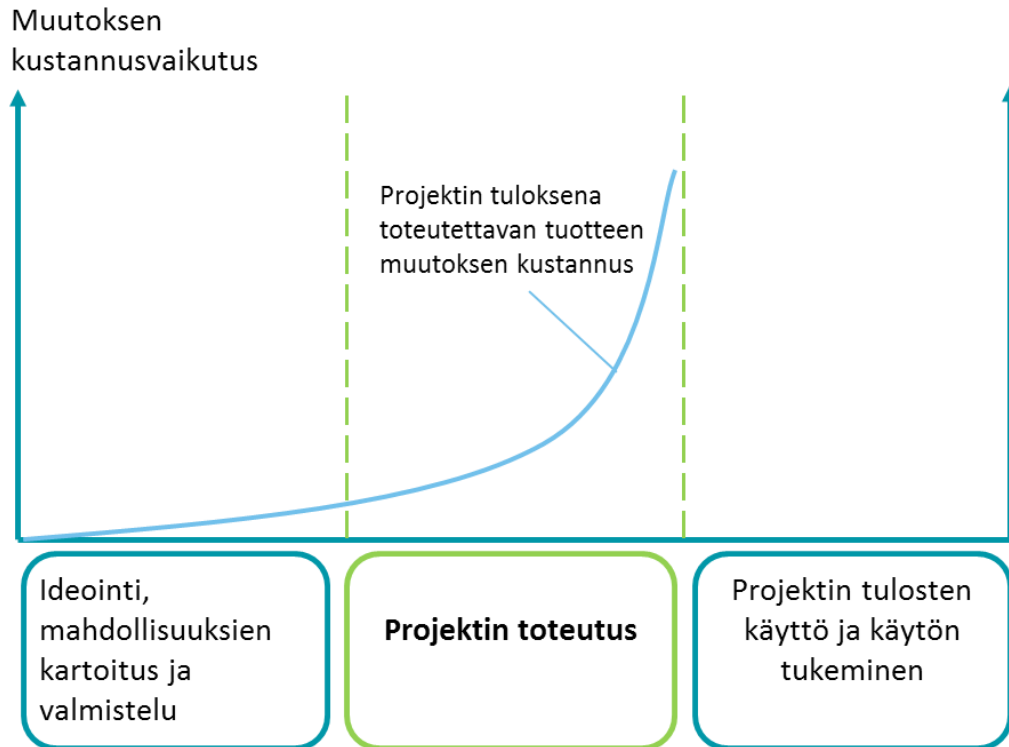 Muutoksen
kustannusvaikutus
Projektin tuloksena
toteutettavan tuotteen
muutoksen kustannus
Ideointi,
mahdollisuuksien
kartoitus ja
valmistelu
Projektin toteutus
Projektin tulosten
käyttö ja käytön
tukeminen